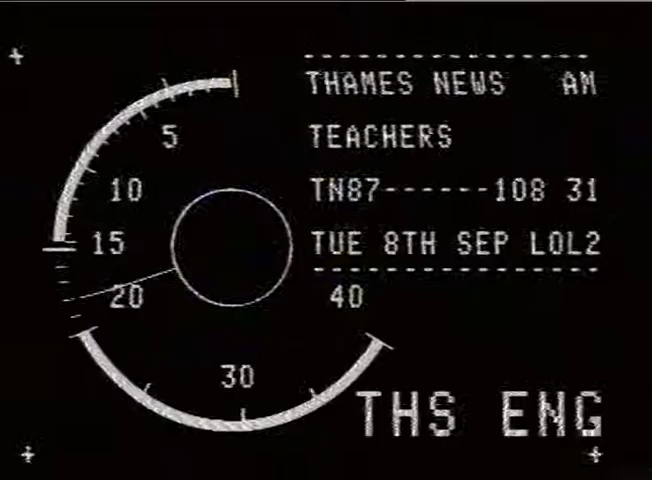 THAMES NEWS AM
TEACHERS
TN87------108 31
TUE 8TH SEP LOL2
5
10
15
20
40
30
THS ENG